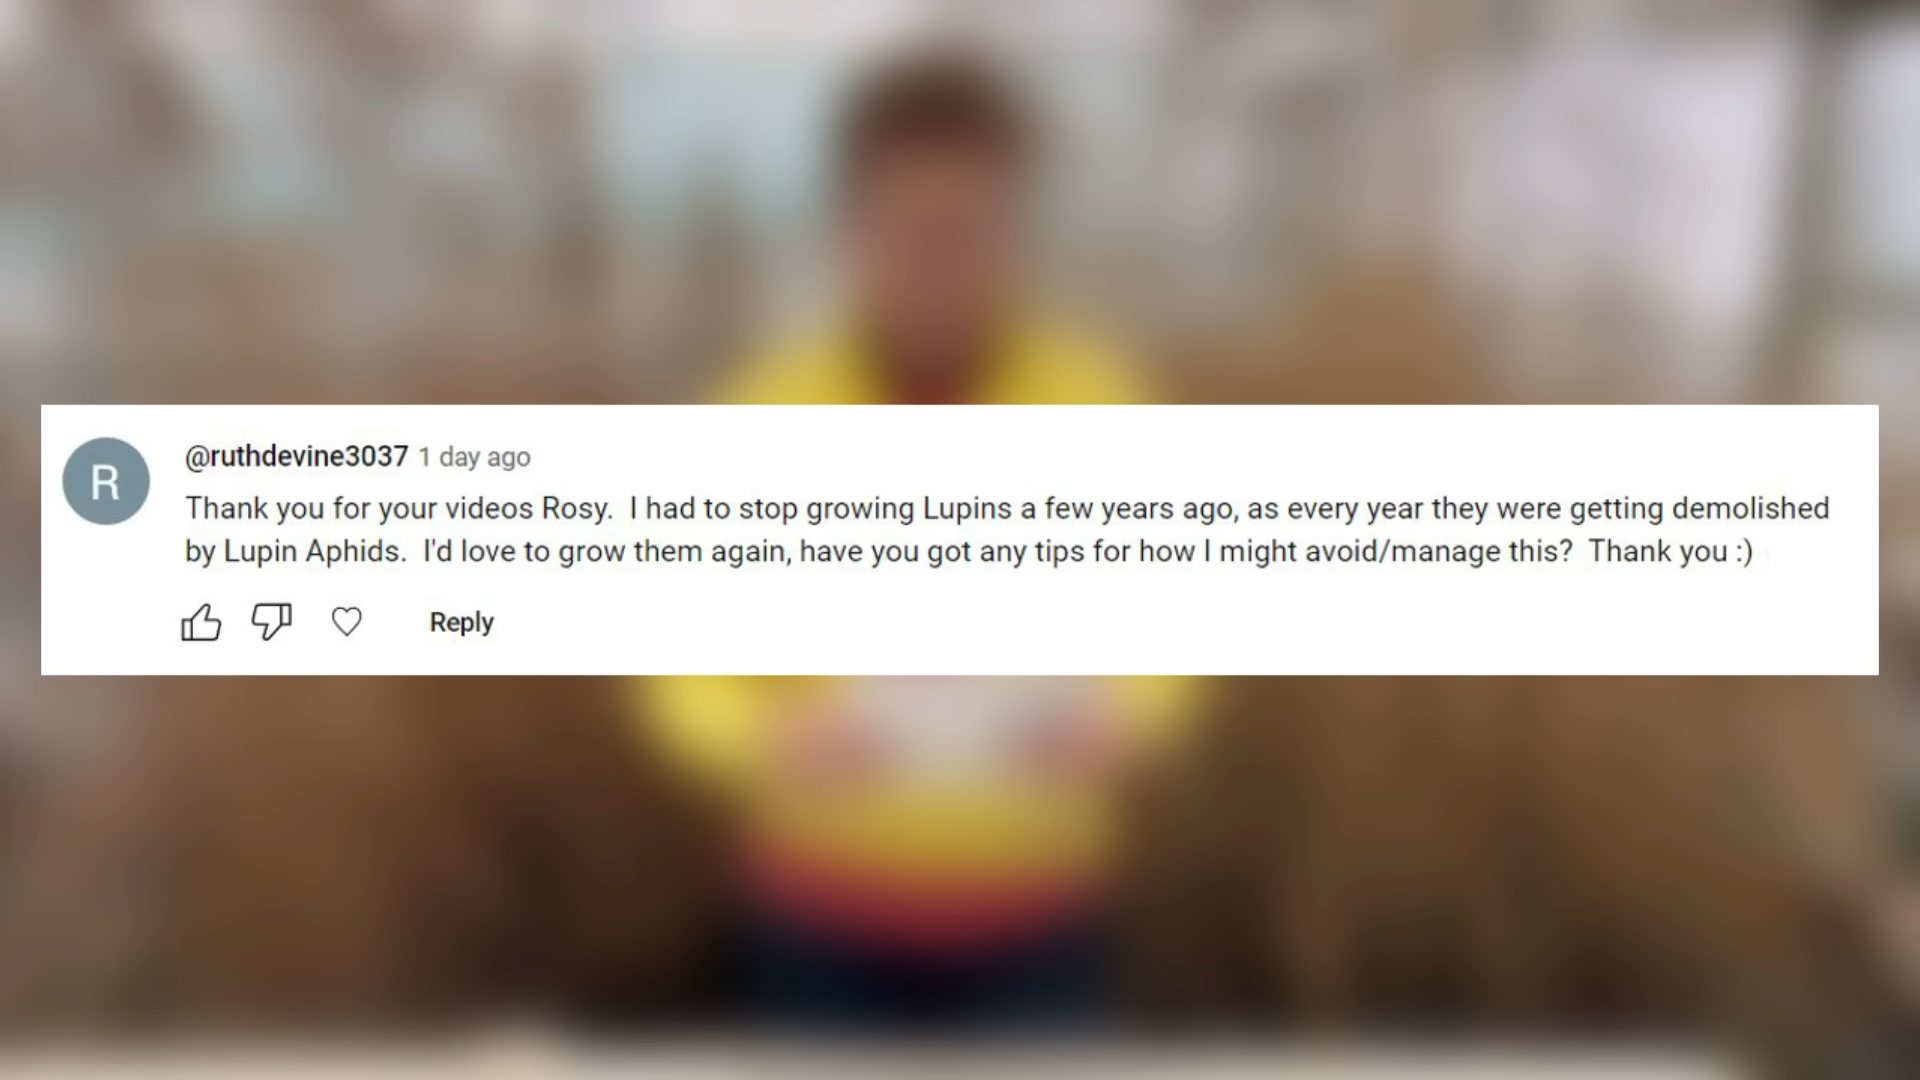 R
@ruthdevine3037 1 day ago
Thank you for your videos Rosy.  I had to stop growing Lupins a few years ago, as every year they were getting demolished
by Lupin Aphids.  I'd love to grow them again, have you got any tips for how I might avoid/manage this?  Thank you :)
Reply